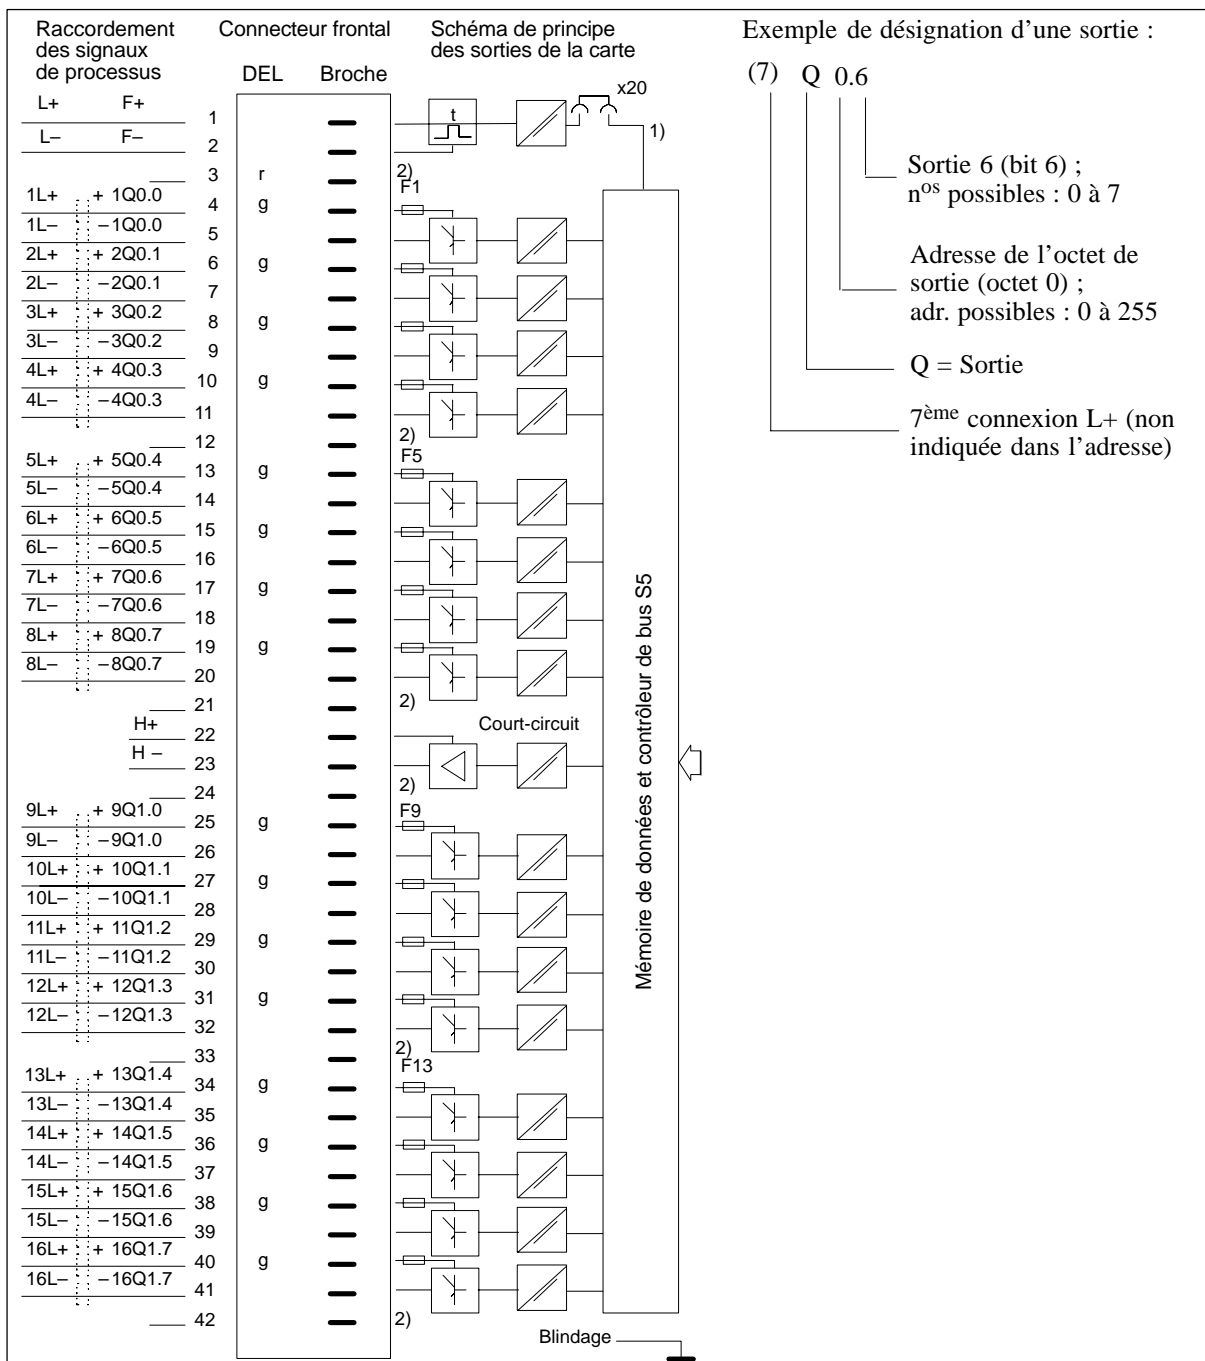 Raccordement
des signaux
de processus
Connecteur frontal
DEL Broche
Schéma de principe
des sorties de la carte
L+ F+
1
L– F–
2
3 r
1L+ + 1Q0.0
4 g
1L– –1Q0.0
5
2L+ + 2Q0.1
6 g
2L– –2Q0.1
7
3L+ + 3Q0.2
8 g
3L– –3Q0.2
9
4L+ + 4Q0.3
10 g
4L– –4Q0.3
11
12
5L+ + 5Q0.4
13 g
5L– –5Q0.4
14
6L+ + 6Q0.5
15 g
6L– –6Q0.5
16
7L+ + 7Q0.6
17 g
7L– –7Q0.6
18
8L+ + 8Q0.7
19 g
8L– –8Q0.7
20
21
H+
22
H –
23
24
9L+ + 9Q1.0
25 g
9L– –9Q1.0
26
10L+ + 10Q1.1
27 g
10L– –10Q1.1
28
11L+ + 11Q1.2
29 g
11L– –11Q1.2
30
12L+ + 12Q1.3
31 g
12L– –12Q1.3
32
33
13L+ + 13Q1.4
34 g
13L– –13Q1.4
35
14L+ + 14Q1.5
36 g
14L– –14Q1.5
37
15L+ + 15Q1.6
38 g
15L– –15Q1.6
39
16L+ + 16Q1.7
40 g
16L– –16Q1.7
41
42
t
x20
1)
2)
F1
2)
F5
2)
Court-circuit
2)
F9
2)
F13
2)
Mémoire de données et contrôleur de bus S5
Blindage
Exemple de désignation d'une sortie :
(7) Q 0.6
Sortie 6 (bit 6) ;
nos possibles : 0 à 7
Adresse de l'octet de
sortie (octet 0) ;
adr. possibles : 0 à 255
Q = Sortie
7ème connexion L+ (non
indiquée dans l'adresse)